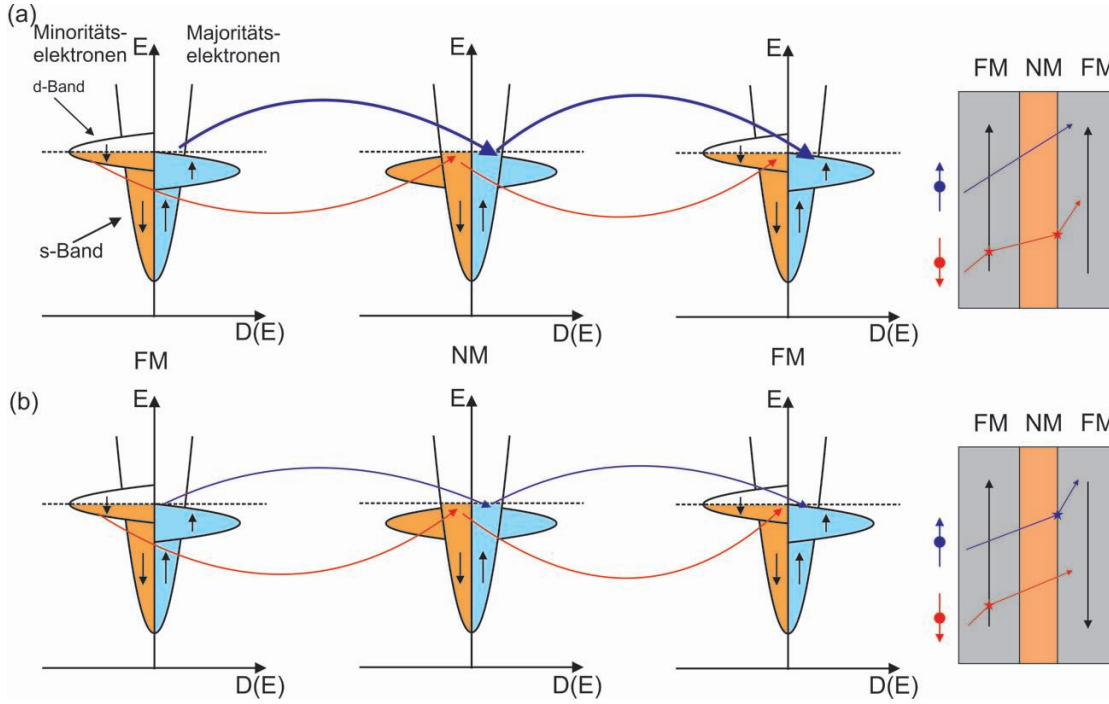 (a)
Minoritäts-
elektronen
E
Majoritäts-
elektronen
E
E
d-Band
s-Band
D(E)
D(E)
D(E)
FM NM FM
FM
NM
FM
(b)
E
E
E
D(E)
D(E)
D(E)
FM NM FM